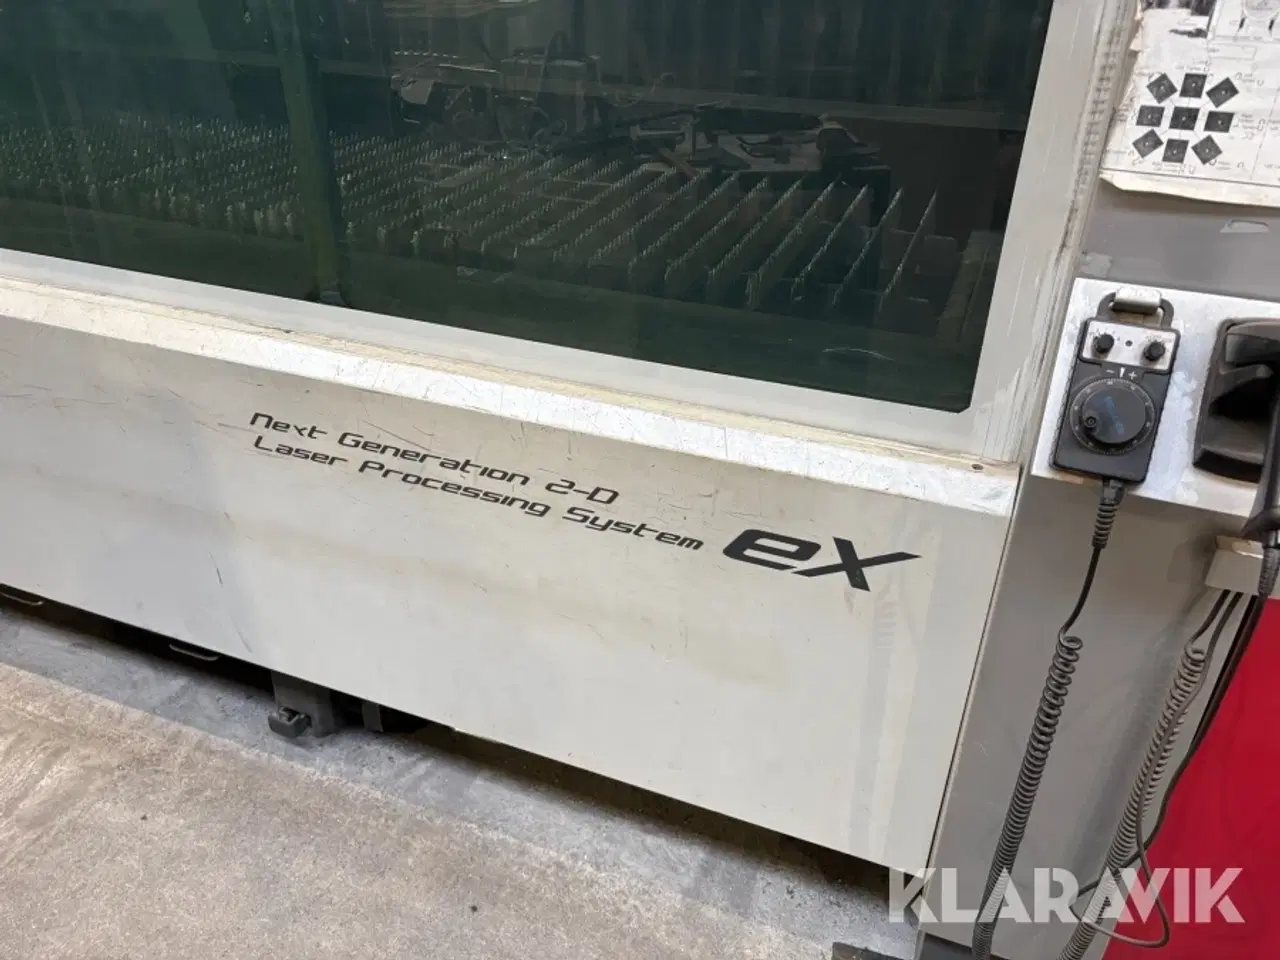 Next Generation 2-D
Laser Processing System eX
- +
KLARAVIK